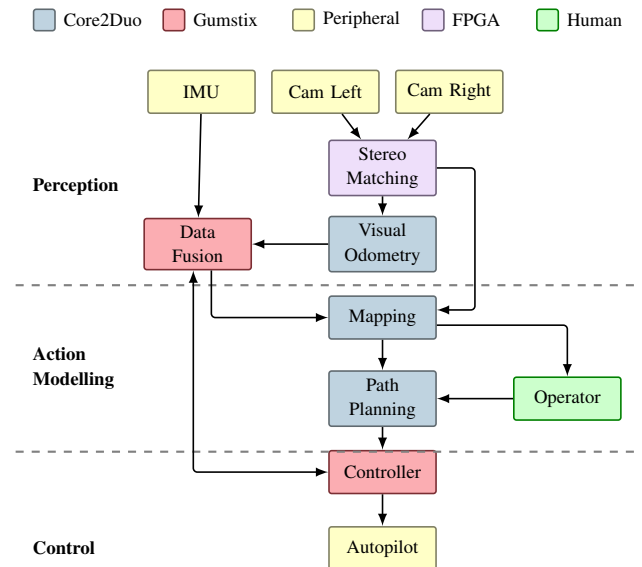 Core2Duo Gumstix Peripheral FPGA Human
IMU Cam Left Cam Right
Stereo
Matching
Perception
Data
Fusion
Visual
Odometry
Mapping
Action
Modelling
Path
Planning
Operator
Controller
Control
Autopilot